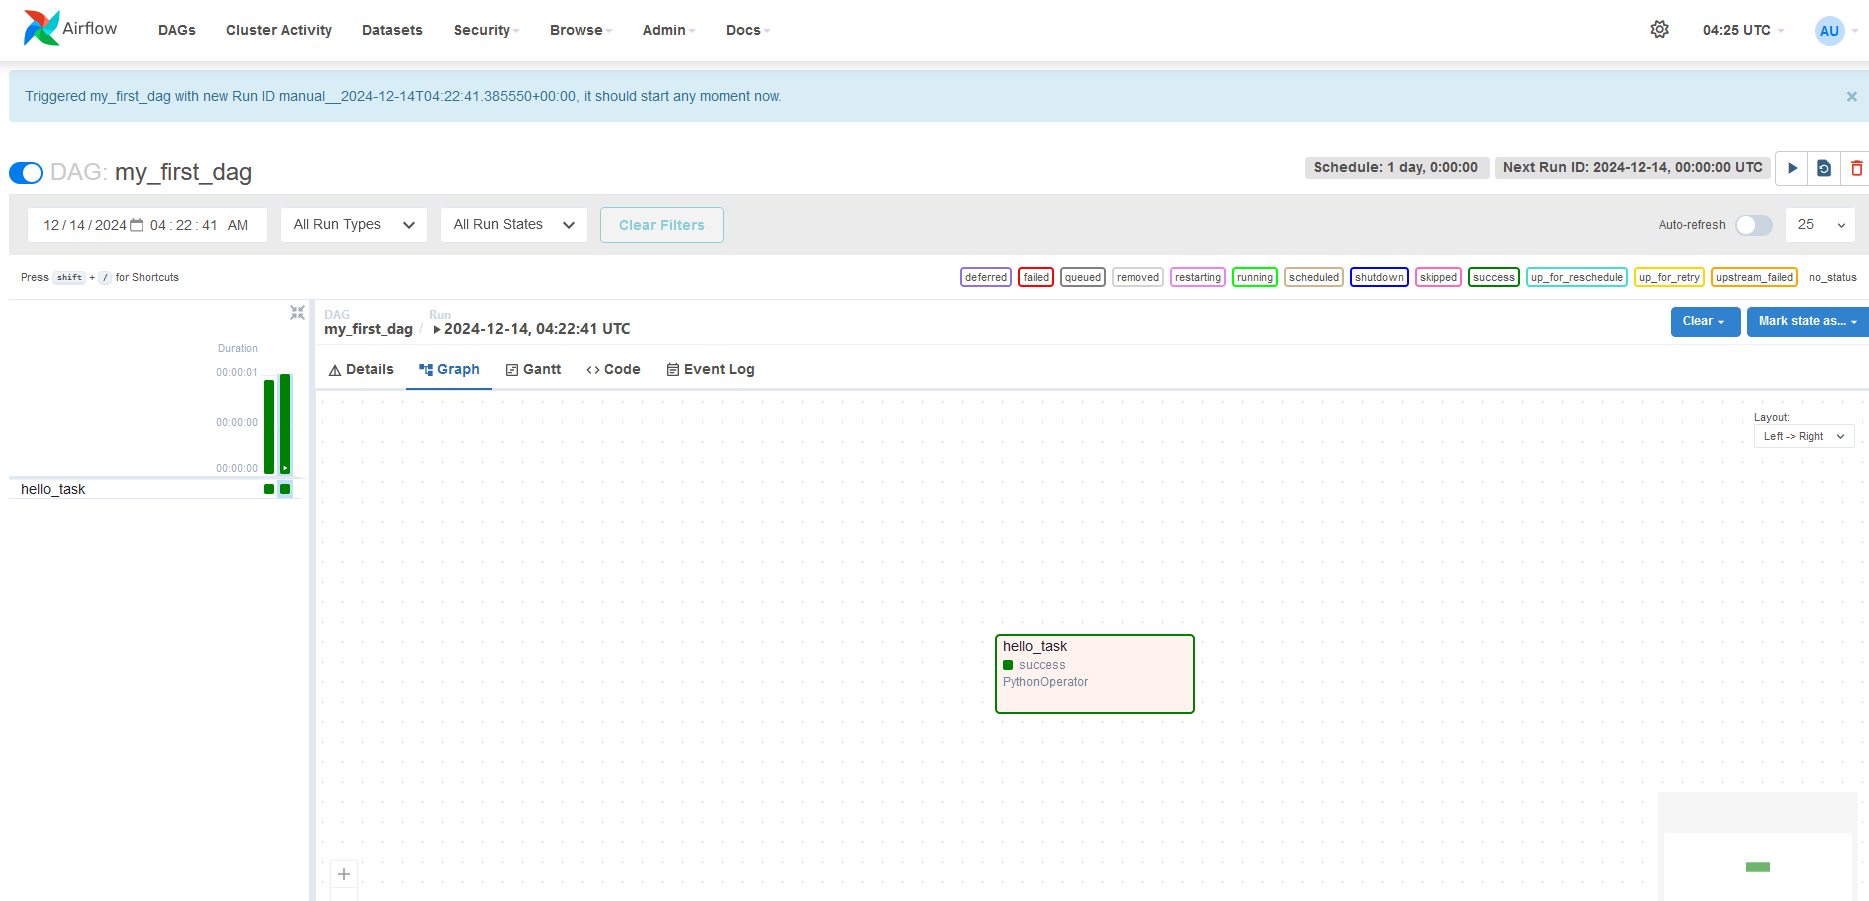 Airflow
DAGs Cluster Activity Datasets Security Browse Admin Docs 04:25 UTC AU
Triggered my_first_dag with new Run ID manual__2024-12-14T04:22:41.385550+00:00, it should start any moment now. ×
DAG: my_first_dag Schedule: 1 day, 0:00:00 Next Run ID: 2024-12-14, 00:00:00 UTC
12/14/2024 04:22:41 AM All Run Types All Run States Clear Filters Auto-refresh 25
Press shift + / for Shortcuts deferred failed queued removed restarting running scheduled shutdown skipped success up_for_reschedule up_for_retry upstream_failed no_status
DAG Run
my_first_dag / 2024-12-14, 04:22:41 UTC Clear Mark state as...
Duration
00:00:01
00:00:00
00:00:00
hello_task
Details Graph Gantt Code Event Log
Layout:
Left -> Right
hello_task
success
PythonOperator
+